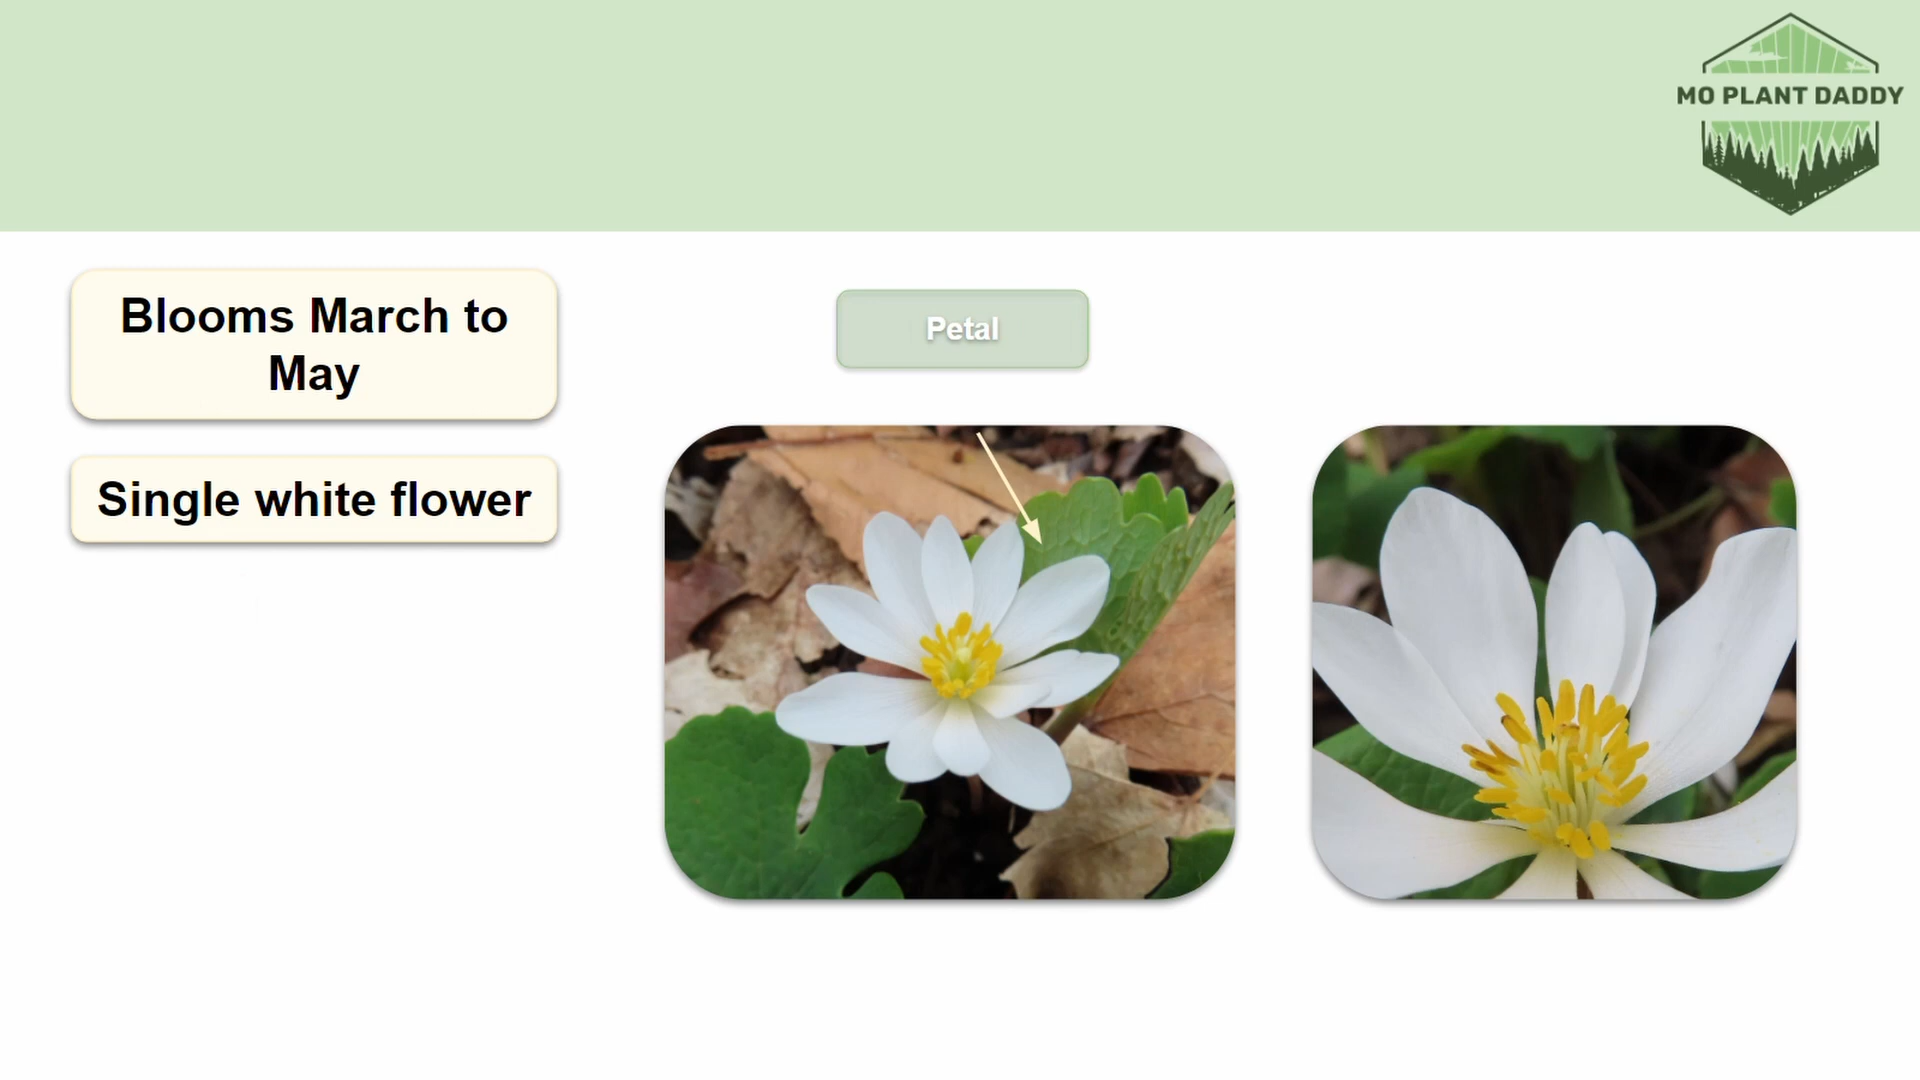 MO PLANT DADDY
Blooms March to
May
Petal
Single white flower